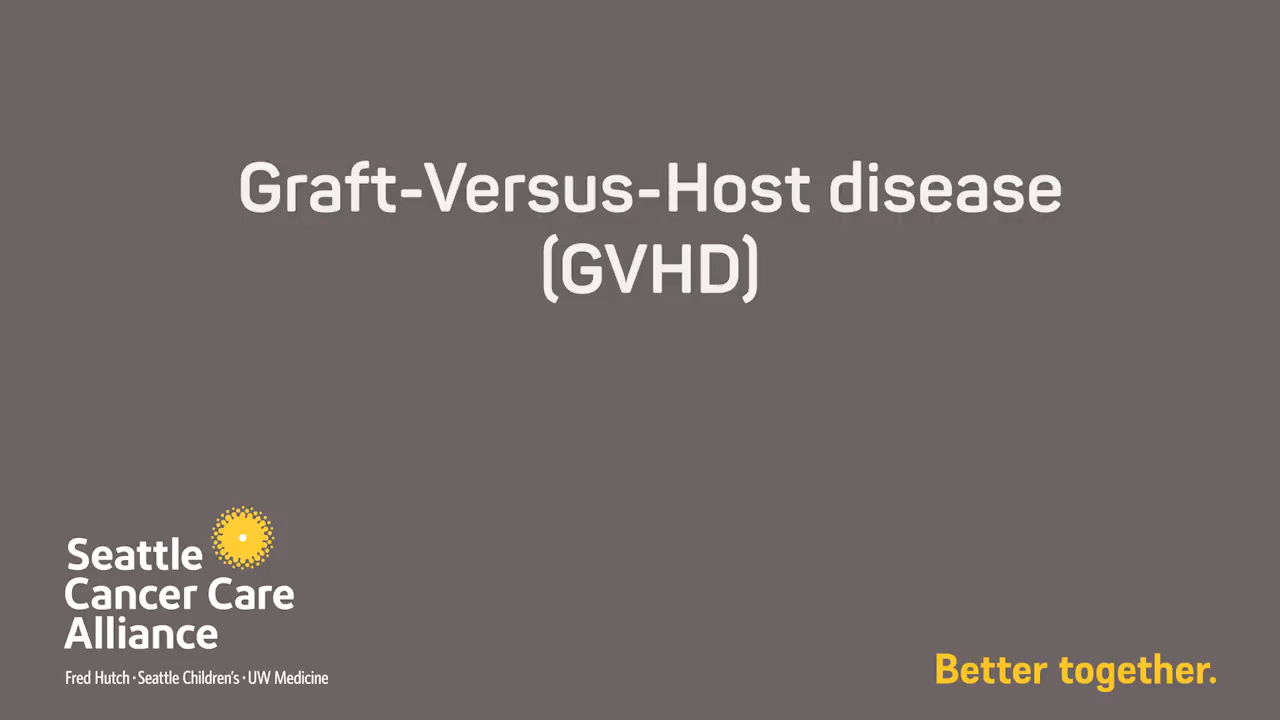 Graft-Versus-Host disease
(GVHD)
Seattle
Cancer Care
Alliance
Fred Hutch · Seattle Children's · UW Medicine
Better together.